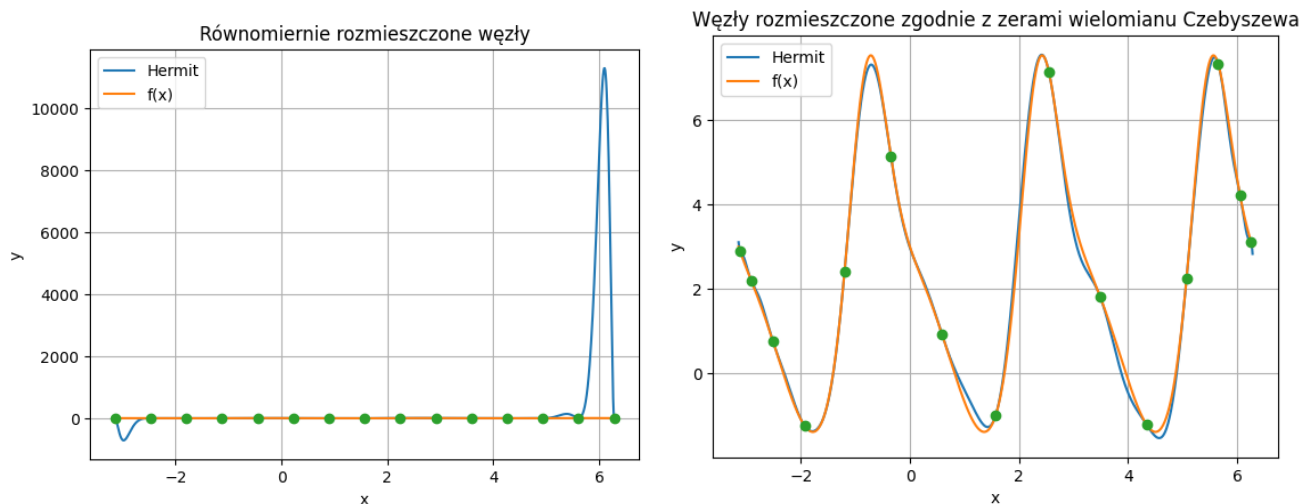 Równomiernie rozmieszczone węzły
Hermit
f(x)
10000
8000
6000
4000
2000
0
y
−2
0
2
4
6
x
Węzły rozmieszczone zgodnie z zerami wielomianu Czebyszewa
Hermit
f(x)
6
4
2
0
y
−2
0
2
4
6
x